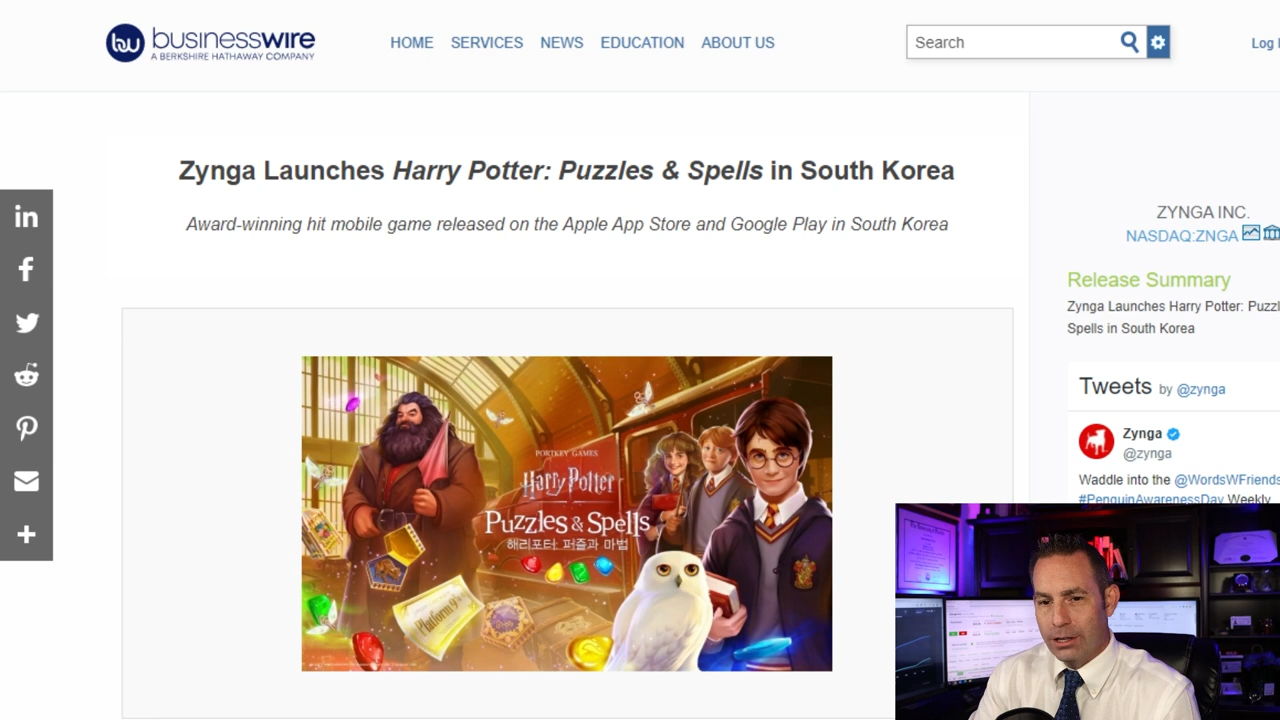 businesswire
A BERKSHIRE HATHAWAY COMPANY
HOME SERVICES NEWS EDUCATION ABOUT US
Search
Log
Zynga Launches Harry Potter: Puzzles & Spells in South Korea
Award-winning hit mobile game released on the Apple App Store and Google Play in South Korea
PORTKEY GAMES
Harry Potter
Puzzles & Spells
해리포터: 퍼즐과 마법
Platform 9¾
ZYNGA INC.
NASDAQ:ZNGA
Release Summary
Zynga Launches Harry Potter: Puzzl
Spells in South Korea
Tweets by @zynga
Zynga
@zynga
Waddle into the @WordsWFriends
#PenguinAwarenessDay Weekly